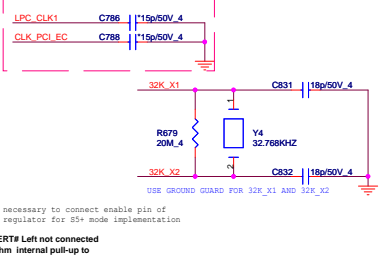 LPC_CLK1 C786 *15p/50V_4
CLK_PCI_EC C788 *15p/50V_4
32K_X1 C831 18p/50V_4
1
R679 Y4
20M_4 32.768KHZ
2
32K_X2 C832 18p/50V_4
USE GROUND GUARD FOR 32K_X1 AND 32K_X2
necessary to connect enable pin of
regulator for S5+ mode implementation
ERT# Left not connected
hm internal pull-up to